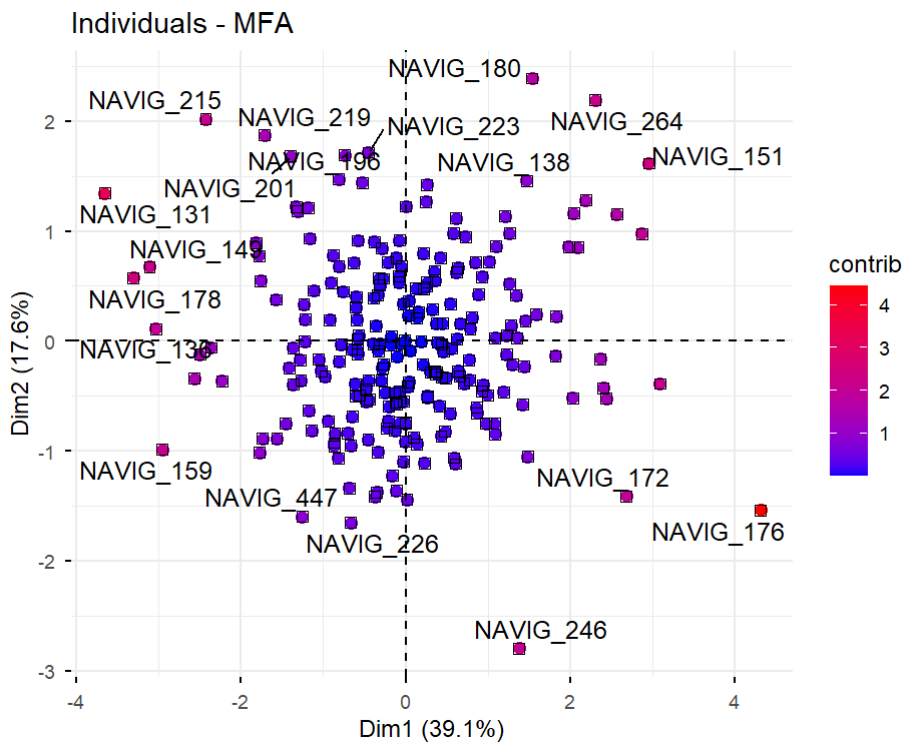 Individuals - MFA
NAVIG_180
NAVIG_215
NAVIG_219
NAVIG_223
NAVIG_264
NAVIG_196
NAVIG_138
NAVIG_151
NAVIG_201
NAVIG_131
NAVIG_149
NAVIG_178
NAVIG_136
NAVIG_159
NAVIG_447
NAVIG_172
NAVIG_226
NAVIG_176
NAVIG_246
2
1
0
-1
-2
-3
Dim2 (17.6%)
-4
-2
0
2
4
Dim1 (39.1%)
contrib
4
3
2
1